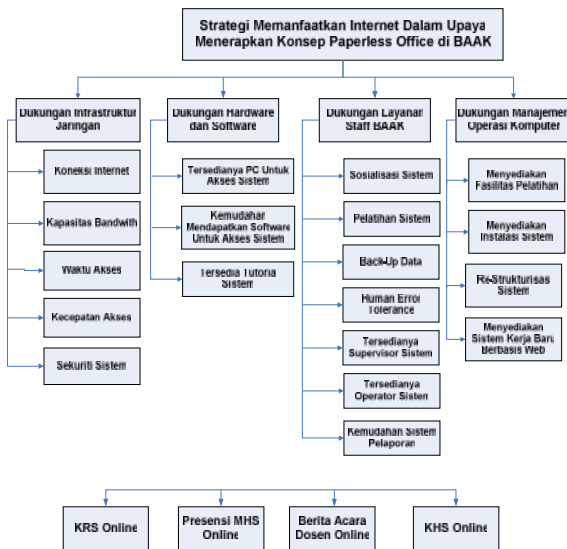 Strategi Memanfaatkan Internet Dalam Upaya
Menerapkan Konsep Paperless Office di BAAK
Dukungan Infrastruktur
Jaringan
Koneksi Internet
Kapasitas Bandwith
Waktu Akses
Kecepatan Akses
Sekuriti Sistem
Dukungan Hardware
dan Software
Tersedianya PC Untuk
Akses Sistem
Kemudahar
Mendapatkan Software
Untuk Akses Sistem
Tersedia Tutoria
Sistem
Dukungan Layanan
Staff BAAK
Sosialisasi Sistem
Pelatihan Sistem
Back-Up Data
Human Error
Tolerance
Tersedianya
Supervisor Sistem
Tersedianya
Operator Sistem
Kemudahan Sistem
Pelaporan
Dukungan Manajemen
Operasi Komputer
Menyediakan
Fasilitas Pelatihan
Menyediakan
Instalasi Sistem
Re-Strukturisas
Sistem
Menyediakan
Sistem Kerja Baru
Berbasis Web
KRS Online
Presensi MHS
Online
Berita Acara
Dosen Online
KHS Online